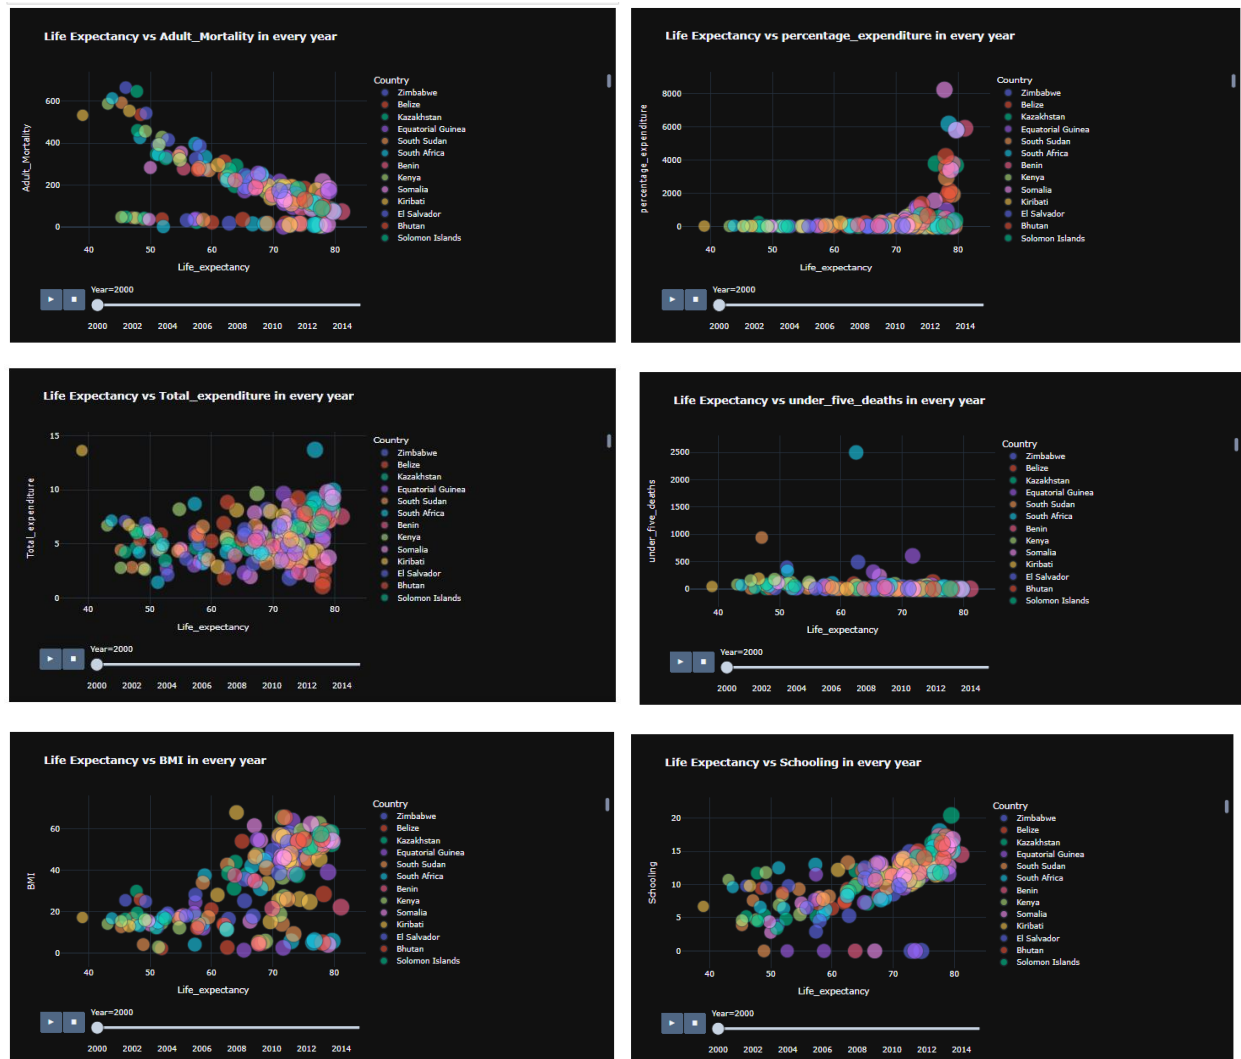 Life Expectancy vs Adult_Mortality in every year
Country
Zimbabwe
Belize
Kazakhstan
Equatorial Guinea
South Sudan
South Africa
Benin
Kenya
Somalia
Kiribati
El Salvador
Bhutan
Solomon Islands
600
400
200
0
Adult_Mortality
40 50 60 70 80
Life_expectancy
Year=2000
2000 2002 2004 2006 2008 2010 2012 2014
Life Expectancy vs percentage_expenditure in every year
Country
Zimbabwe
Belize
Kazakhstan
Equatorial Guinea
South Sudan
South Africa
Benin
Kenya
Somalia
Kiribati
El Salvador
Bhutan
Solomon Islands
8000
6000
4000
2000
0
percentage_expenditure
40 50 60 70 80
Life_expectancy
Year=2000
2000 2002 2004 2006 2008 2010 2012 2014
Life Expectancy vs Total_expenditure in every year
Country
Zimbabwe
Belize
Kazakhstan
Equatorial Guinea
South Sudan
South Africa
Benin
Kenya
Somalia
Kiribati
El Salvador
Bhutan
Solomon Islands
15
10
5
0
Total_expenditure
40 50 60 70 80
Life_expectancy
Year=2000
2000 2002 2004 2006 2008 2010 2012 2014
Life Expectancy vs under_five_deaths in every year
Country
Zimbabwe
Belize
Kazakhstan
Equatorial Guinea
South Sudan
South Africa
Benin
Kenya
Somalia
Kiribati
El Salvador
Bhutan
Solomon Islands
2500
2000
1500
1000
500
0
under_five_deaths
40 50 60 70 80
Life_expectancy
Year=2000
2000 2002 2004 2006 2008 2010 2012 2014
Life Expectancy vs BMI in every year
Country
Zimbabwe
Belize
Kazakhstan
Equatorial Guinea
South Sudan
South Africa
Benin
Kenya
Somalia
Kiribati
El Salvador
Bhutan
Solomon Islands
60
40
20
0
BMI
40 50 60 70 80
Life_expectancy
Year=2000
2000 2002 2004 2006 2008 2010 2012 2014
Life Expectancy vs Schooling in every year
Country
Zimbabwe
Belize
Kazakhstan
Equatorial Guinea
South Sudan
South Africa
Benin
Kenya
Somalia
Kiribati
El Salvador
Bhutan
Solomon Islands
20
15
10
5
0
Schooling
40 50 60 70 80
Life_expectancy
Year=2000
2000 2002 2004 2006 2008 2010 2012 2014